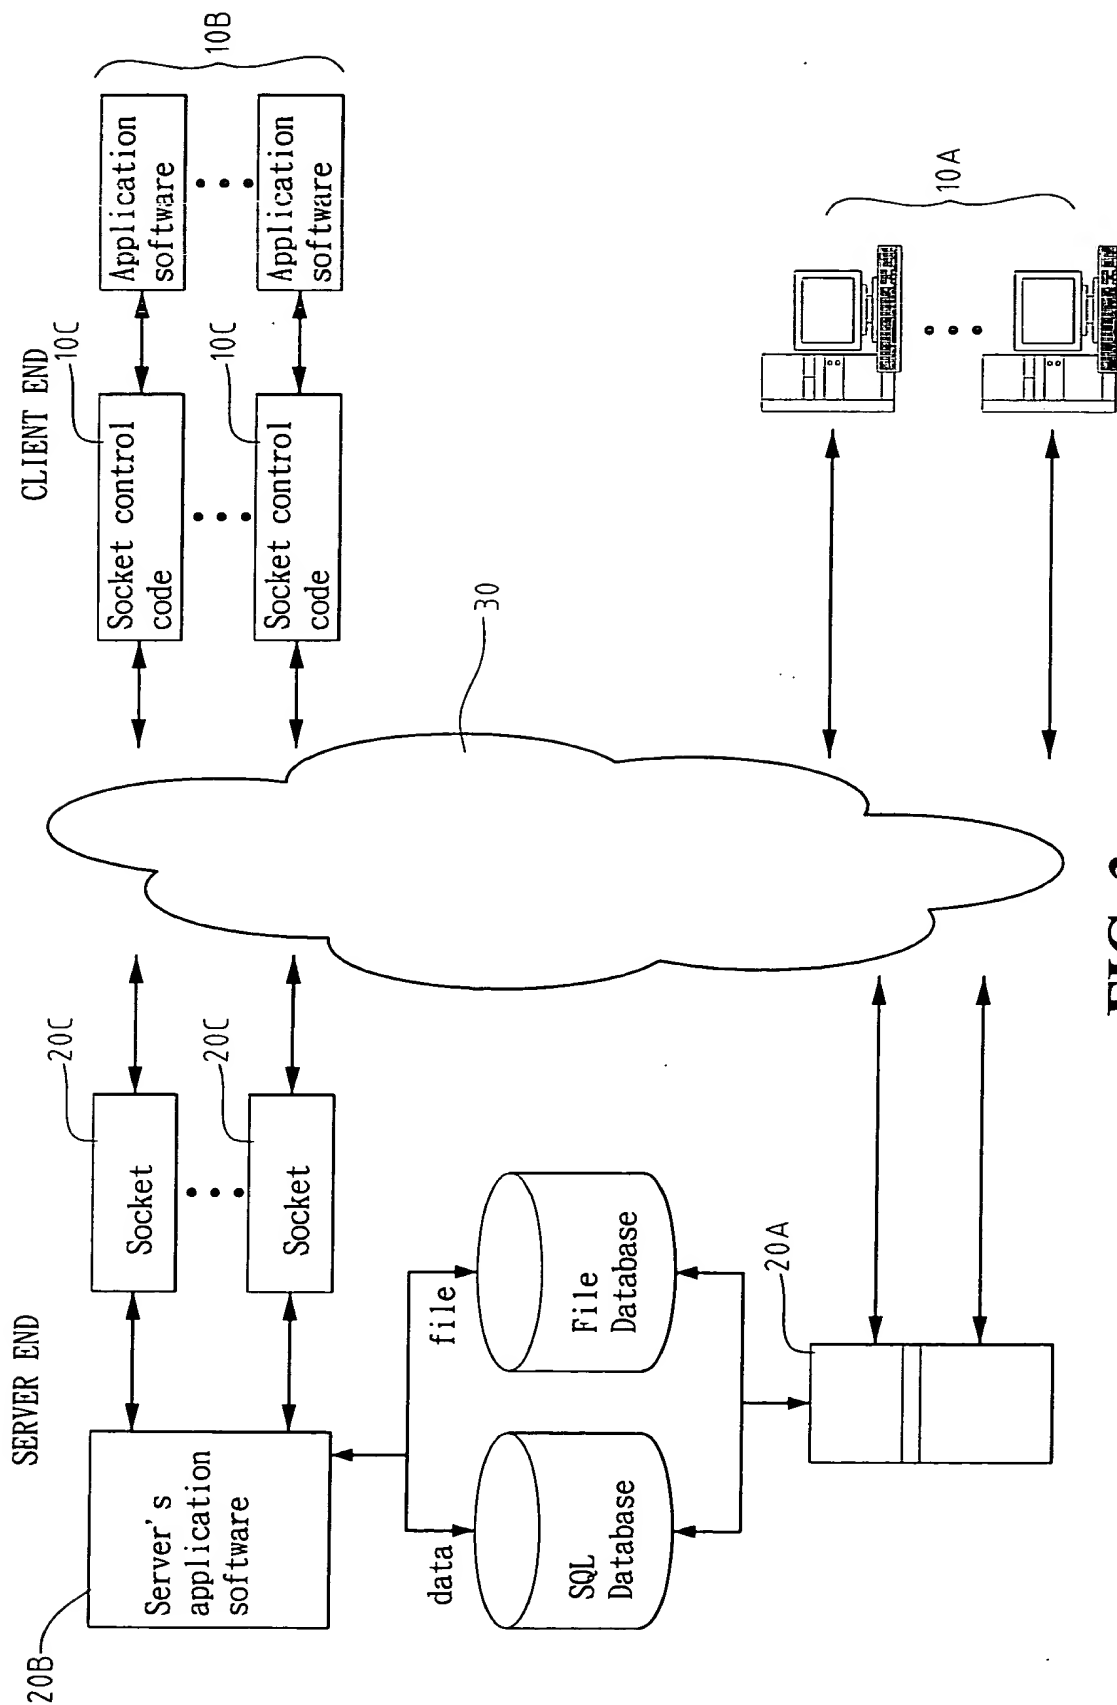 SERVER END
CLIENT END
20B
Server's
application
software
20C
Socket
20C
Socket
10C
Socket control
code
10C
Socket control
code
Application
software
Application
software
10B
30
data
file
SQL
Database
File
Database
20A
10A
FIG.